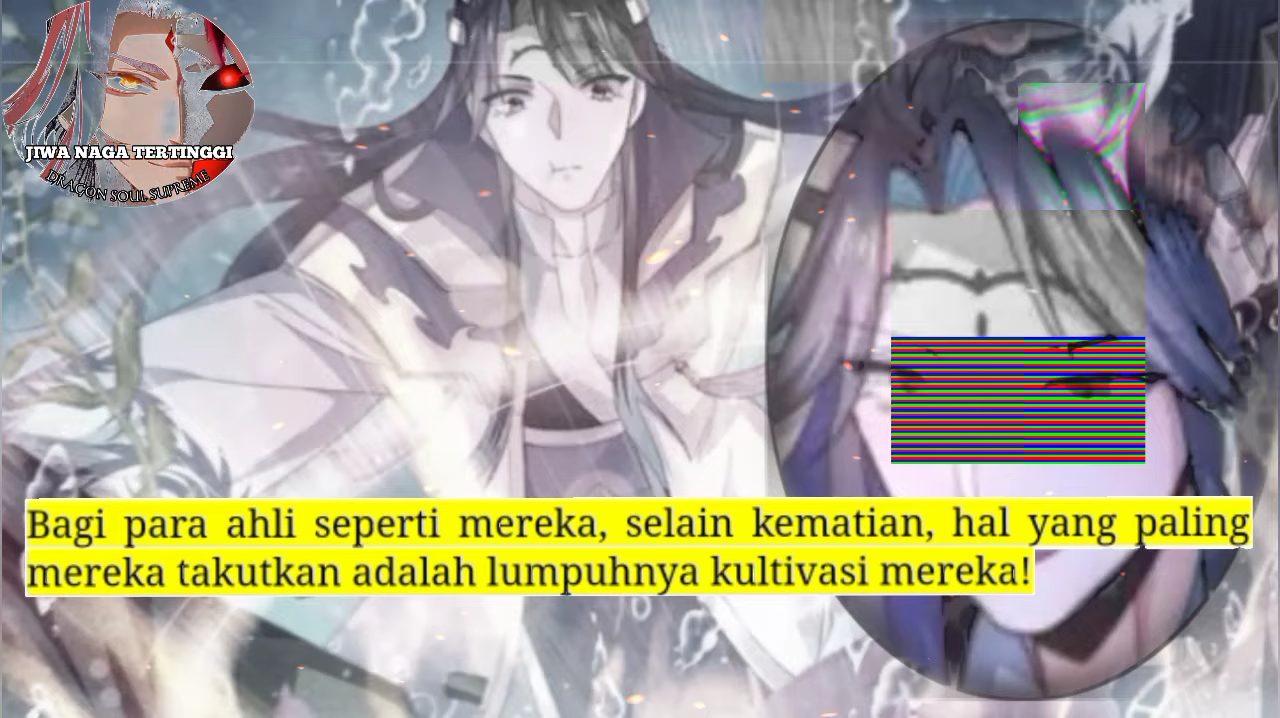 JIWA NAGA TERTINGGI
DRAGON SOUL SUPREME
Bagi para ahli seperti mereka, selain kematian, hal yang paling
mereka takutkan adalah lumpuhnya kultivasi mereka!